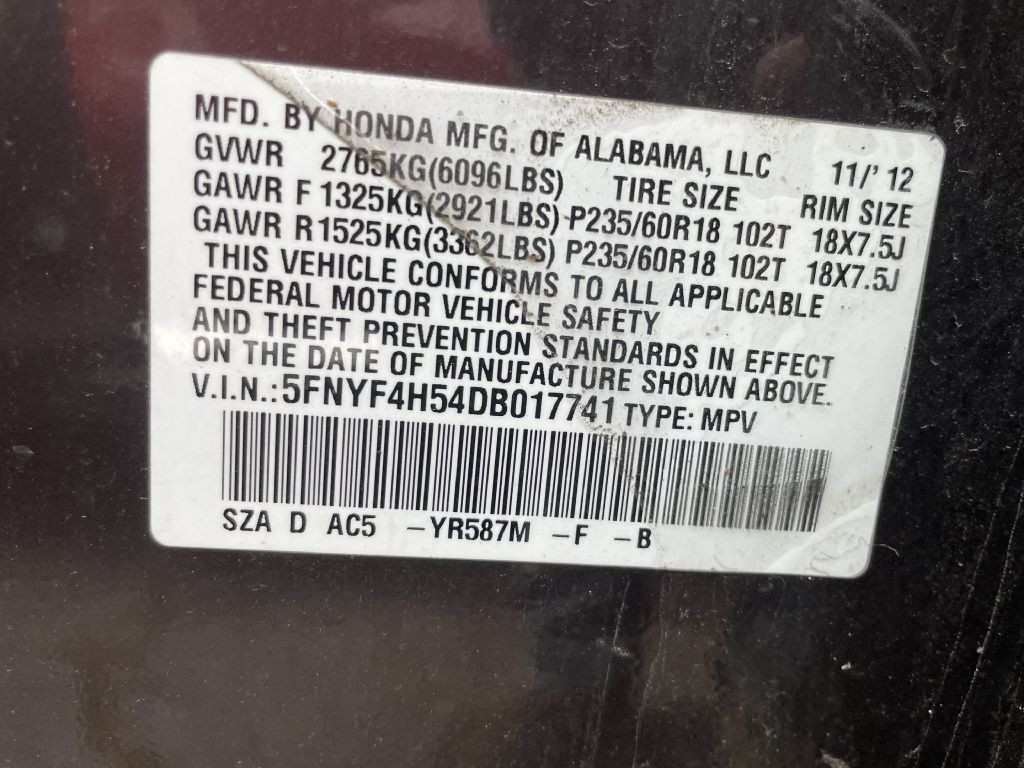 MFD. BY HONDA MFG. OF ALABAMA, LLC 11/'12
GVWR 2765KG(6096LBS) TIRE SIZE RIM SIZE
GAWR F 1325KG(2921LBS) P235/60R18 102T 18X7.5J
GAWR R 1525KG(3362LBS) P235/60R18 102T 18X7.5J
THIS VEHICLE CONFORMS TO ALL APPLICABLE
FEDERAL MOTOR VEHICLE SAFETY
AND THEFT PREVENTION STANDARDS IN EFFECT
ON THE DATE OF MANUFACTURE SHOWN ABOVE.
V.I.N.: 5FNYF4H54DB017741 TYPE: MPV
SZA D AC5 -YR587M -F -B